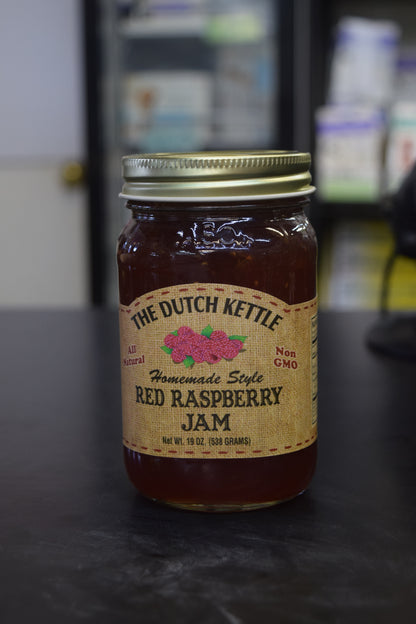 THE DUTCH KETTLE
All
Natural
Non
GMO
Homemade Style
RED RASPBERRY
JAM
Net Wt. 19 OZ. (538 GRAMS)